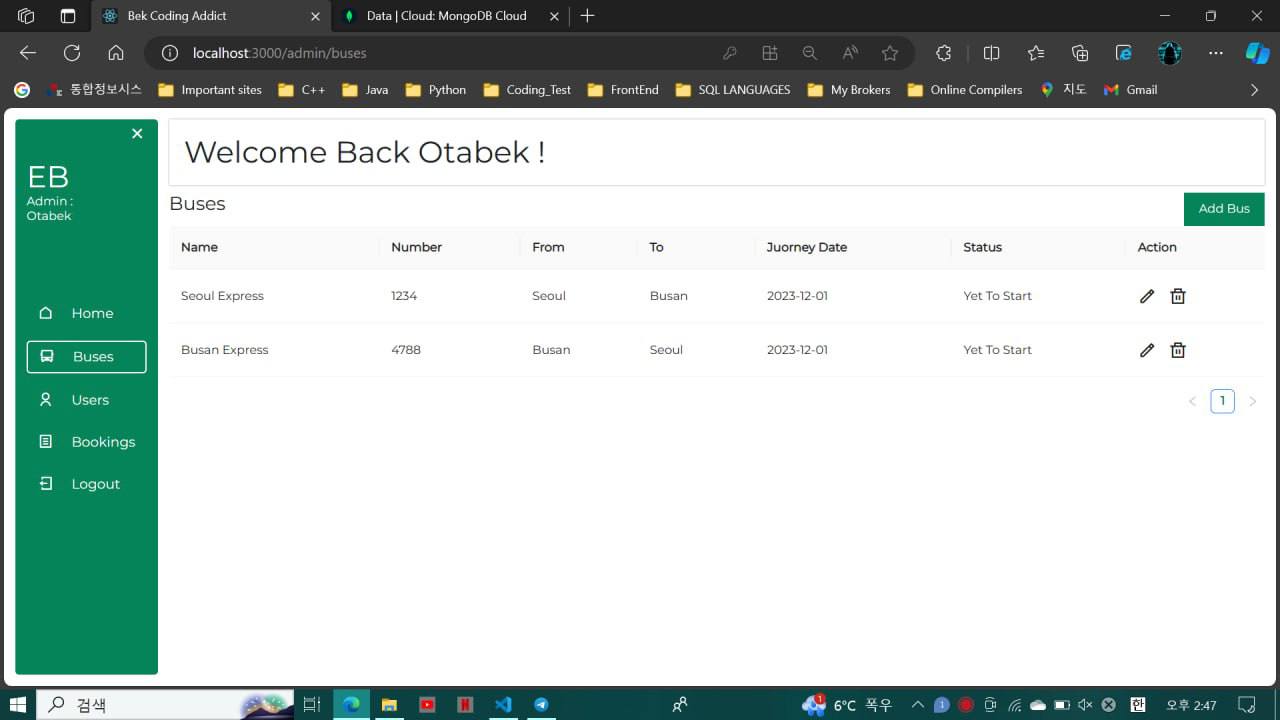 Bek Coding Addict
Data | Cloud: MongoDB Cloud
localhost:3000/admin/buses
통합정보시스
Important sites
C++
Java
Python
Coding_Test
FrontEnd
SQL LANGUAGES
My Brokers
Online Compilers
지도
Gmail
EB
Admin :
Otabek
Home
Buses
Users
Bookings
Logout
Welcome Back Otabek !
Buses
Add Bus
Name Number From To Juorney Date Status Action
Seoul Express 1234 Seoul Busan 2023-12-01 Yet To Start
Busan Express 4788 Busan Seoul 2023-12-01 Yet To Start
1
검색
1
6°C 폭우
한
오후 2:47